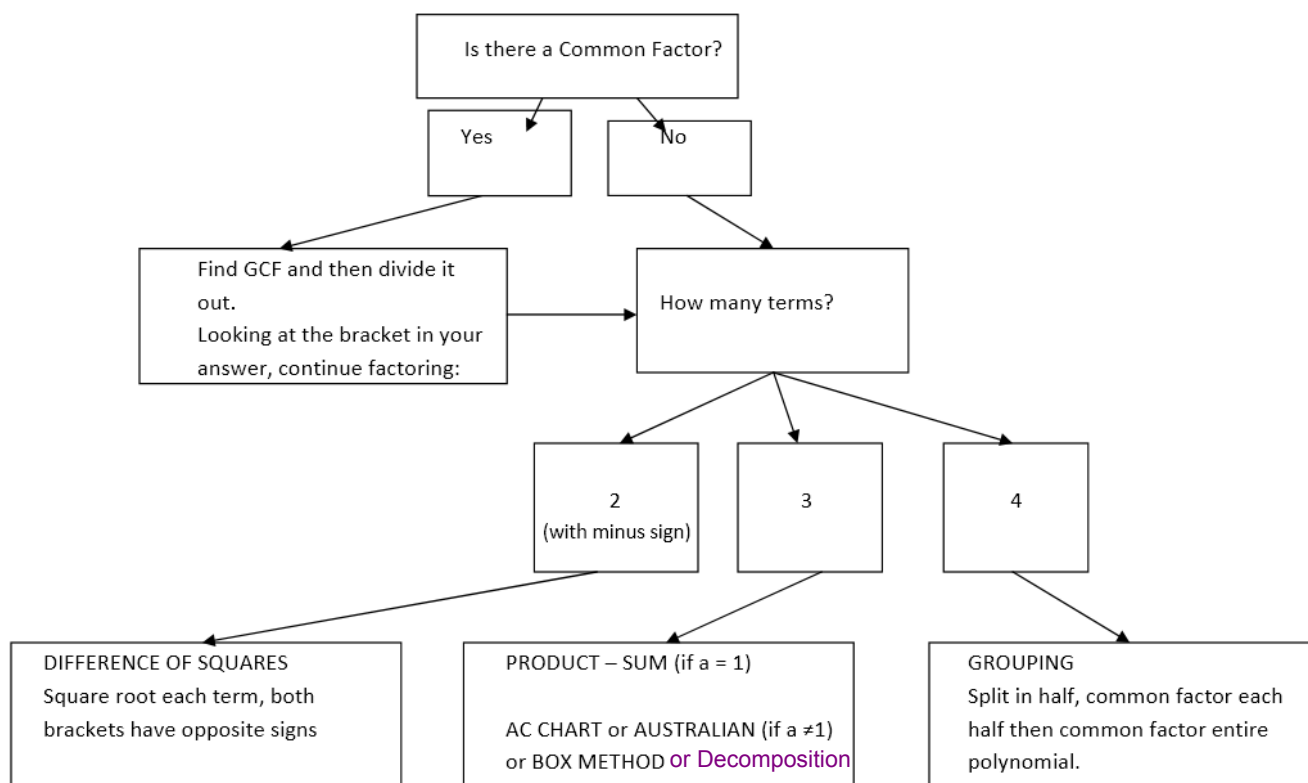 Is there a Common Factor?
Yes
No
Find GCF and then divide it
out.
Looking at the bracket in your
answer, continue factoring:
How many terms?
2
(with minus sign)
3
4
DIFFERENCE OF SQUARES
Square root each term, both
brackets have opposite signs
PRODUCT – SUM (if a = 1)
AC CHART or AUSTRALIAN (if a ≠1)
or BOX METHOD or Decomposition
GROUPING
Split in half, common factor each
half then common factor entire
polynomial.